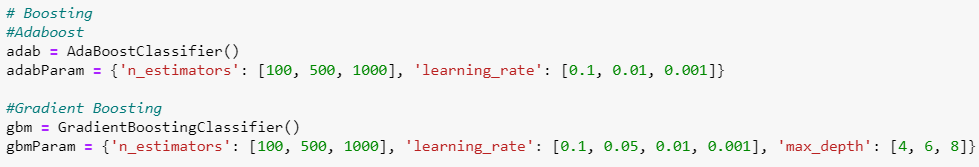 # Boosting
#Adaboost
adab = AdaBoostClassifier()
adabParam = {'n_estimators': [100, 500, 1000], 'learning_rate': [0.1, 0.01, 0.001]}
#Gradient Boosting
gbm = GradientBoostingClassifier()
gbmParam = {'n_estimators': [100, 500, 1000], 'learning_rate': [0.1, 0.05, 0.01, 0.001], 'max_depth': [4, 6, 8]}